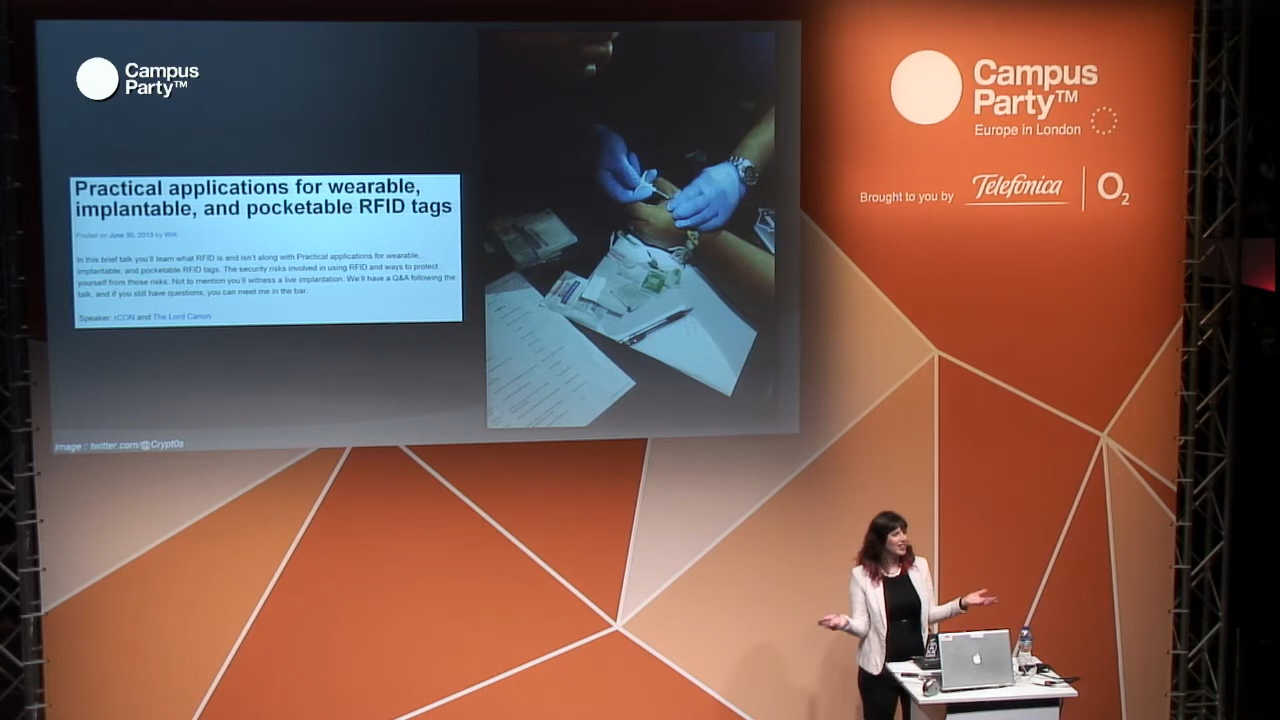 Campus
Party™
Practical applications for wearable,
implantable, and pocketable RFID tags
Posted on June 30, 2013 by WiK
In this brief talk you'll learn what RFID is and isn't along with Practical applications for wearable,
implantable, and pocketable RFID tags. The security risks involved in using RFID and ways to protect
yourself from those risks. Not to mention you'll witness a live implantation. We'll have a Q&A following the
talk, and if you still have questions, you can meet me in the bar.
Speaker: rCON and The Lord Canon
image : twitter.com/@Crypt0s
Campus
Party™
Europe in London
Brought to you by
Telefónica
O2